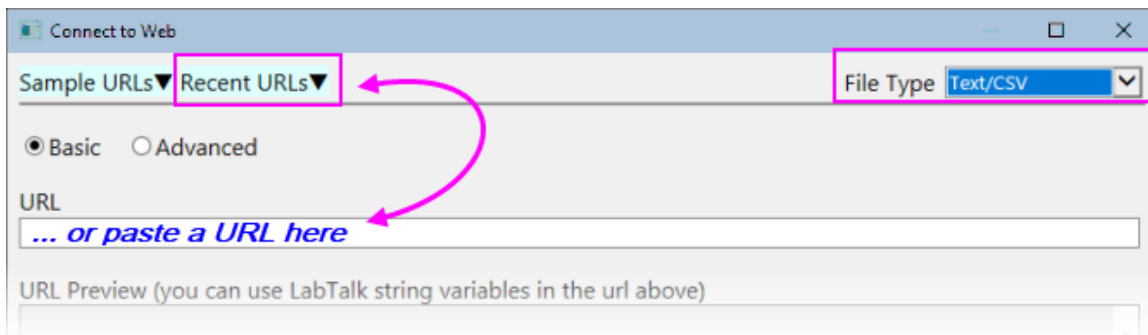 Connect to Web
Sample URLs▼ Recent URLs▼ File Type Text/CSV
Basic Advanced
URL
... or paste a URL here
URL Preview (you can use LabTalk string variables in the url above)